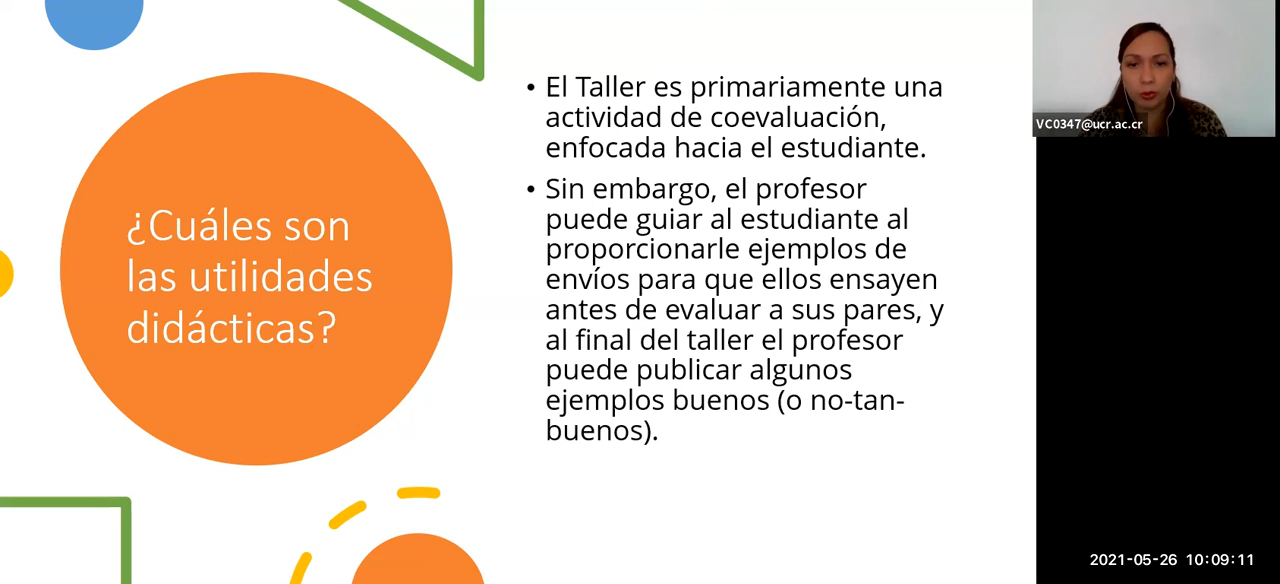 ¿Cuáles son
las utilidades
didácticas?
• El Taller es primariamente una
actividad de coevaluación,
enfocada hacia el estudiante.
• Sin embargo, el profesor
puede guiar al estudiante al
proporcionarle ejemplos de
envíos para que ellos ensayen
antes de evaluar a sus pares, y
al final del taller el profesor
puede publicar algunos
ejemplos buenos (o no-tan-
buenos).
VC0347@ucr.ac.cr
2021-05-26 10:09:11